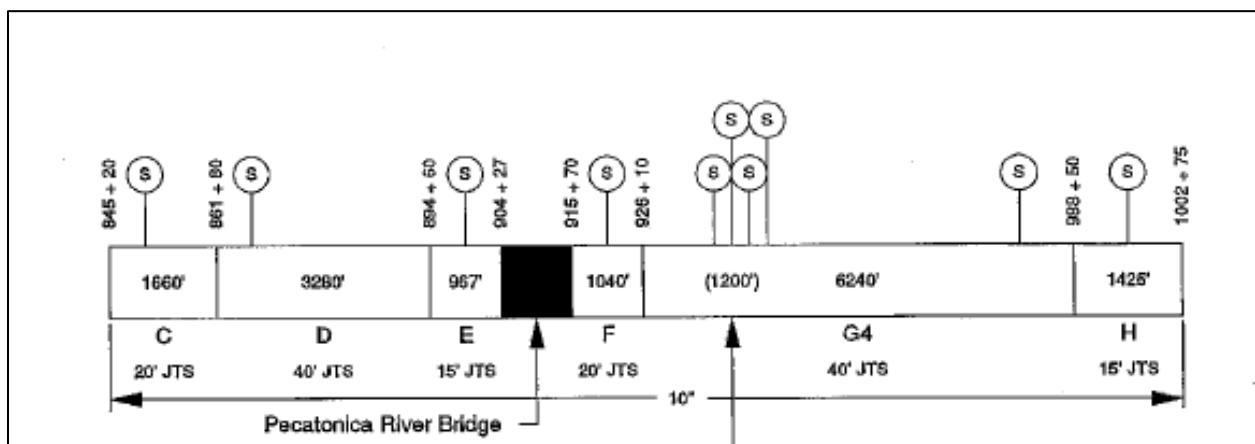 S S
845 + 20 S 861 + 80 S 894 + 60 S 904 + 27 915 + 70 S 926 + 10 S S S 988 + 50 S 1002 + 75
1660' 3280' 967' 1040' (1200') 6240' 1425'
C D E F G4 H
20' JTS 40' JTS 15' JTS 20' JTS 40' JTS 15' JTS
10"
Pecatonica River Bridge